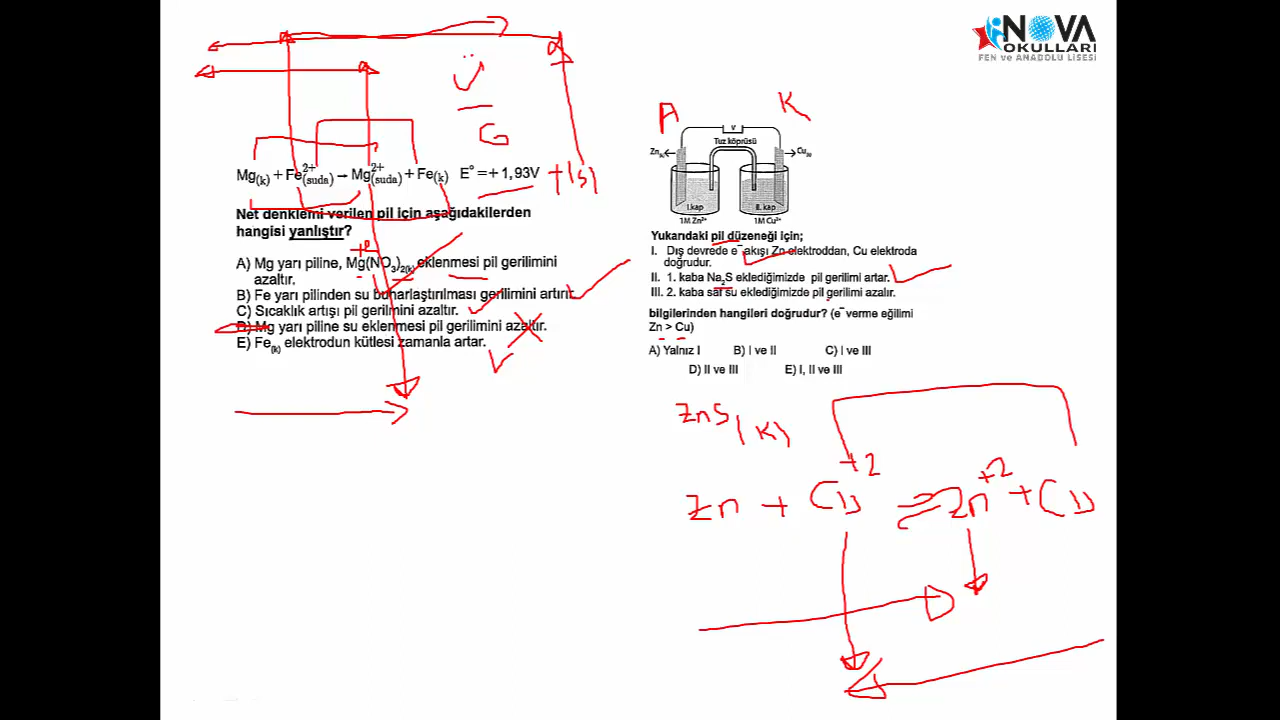 NOVA
OKULLARI
FEN ve ANADOLU LİSESİ
Ü
G
Mg(k) + Fe2+(suda) → Mg2+(suda) + Fe(k) E° = + 1,93V +ısı
Net denklemi verilen pil için aşağıdakilerden
hangisi yanlıştır?
+e
A) Mg yarı piline, Mg(NO3)2(k) eklenmesi pil gerilimini
azaltır.
B) Fe yarı pilinden su buharlaştırılması gerilimini artırır.
C) Sıcaklık artışı pil gerilimini azaltır.
D) Mg yarı piline su eklenmesi pil gerilimini azaltır.
E) Fe(k) elektrodun kütlesi zamanla artar.
A K
V
Tuz köprüsü
Zn(k) Cu(k)
I.kap II. kap
1M Zn2+ 1M Cu2+
Yukarıdaki pil düzeneği için;
I. Dış devrede e– akışı Zn elektroddan, Cu elektroda
doğrudur.
II. 1. kaba Na2S eklediğimizde pil gerilimi artar.
III. 2. kaba saf su eklediğimizde pil gerilimi azalır.
bilgilerinden hangileri doğrudur? (e– verme eğilimi
Zn > Cu)
A) Yalnız I B) I ve II C) I ve III
D) II ve III E) I, II ve III
ZnS(k)
Zn + Cu+2 ⇌ Zn+2 + Cu